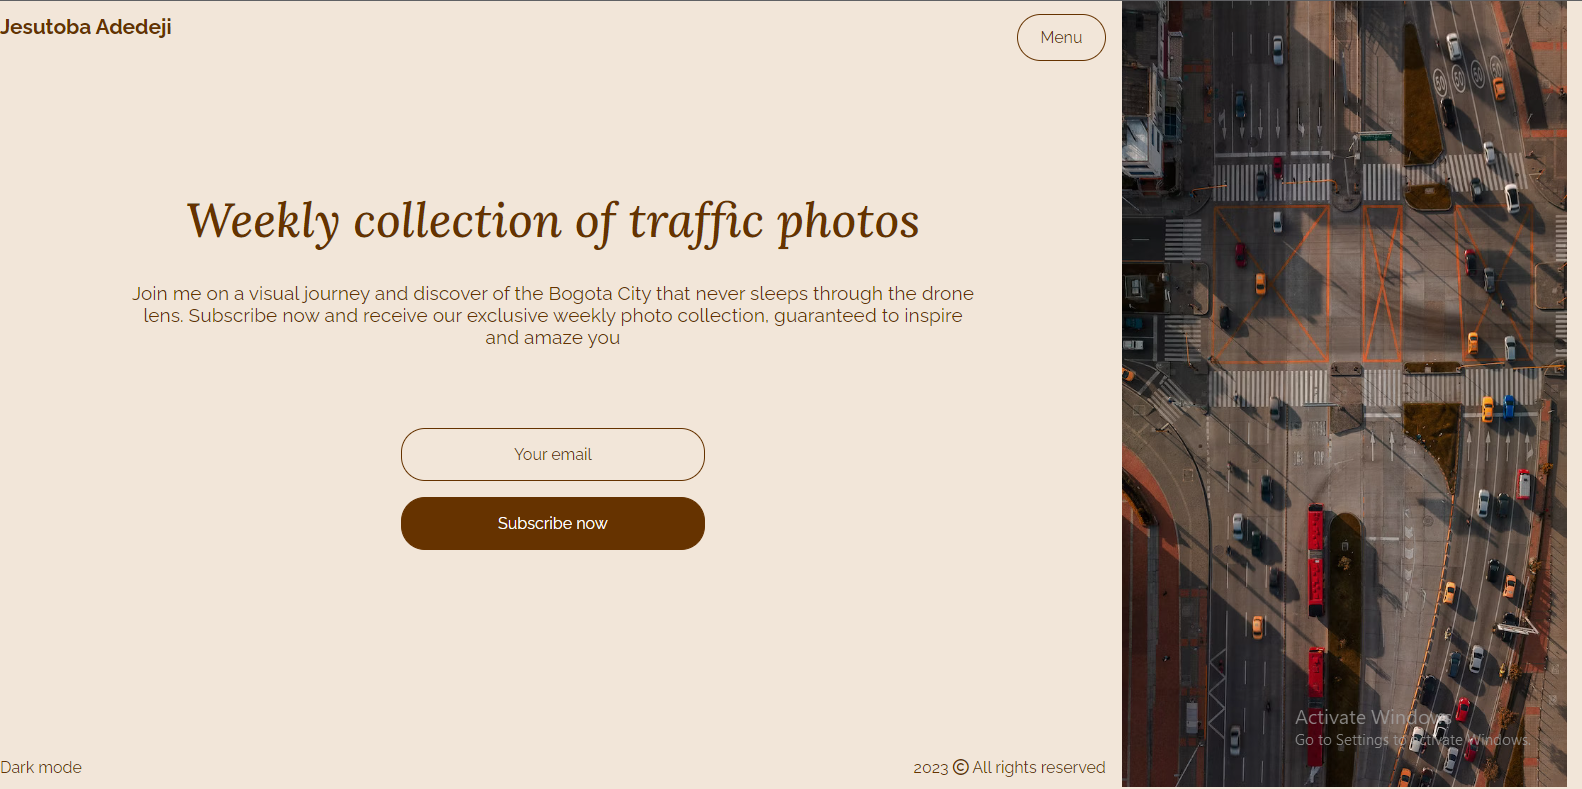 Jesutoba Adedeji
Menu
Weekly collection of traffic photos
Join me on a visual journey and discover of the Bogota City that never sleeps through the drone
lens. Subscribe now and receive our exclusive weekly photo collection, guaranteed to inspire
and amaze you
Your email
Subscribe now
Dark mode
2023 © All rights reserved
50 50 50 50
Activate Windows
Go to Settings to activate Windows.